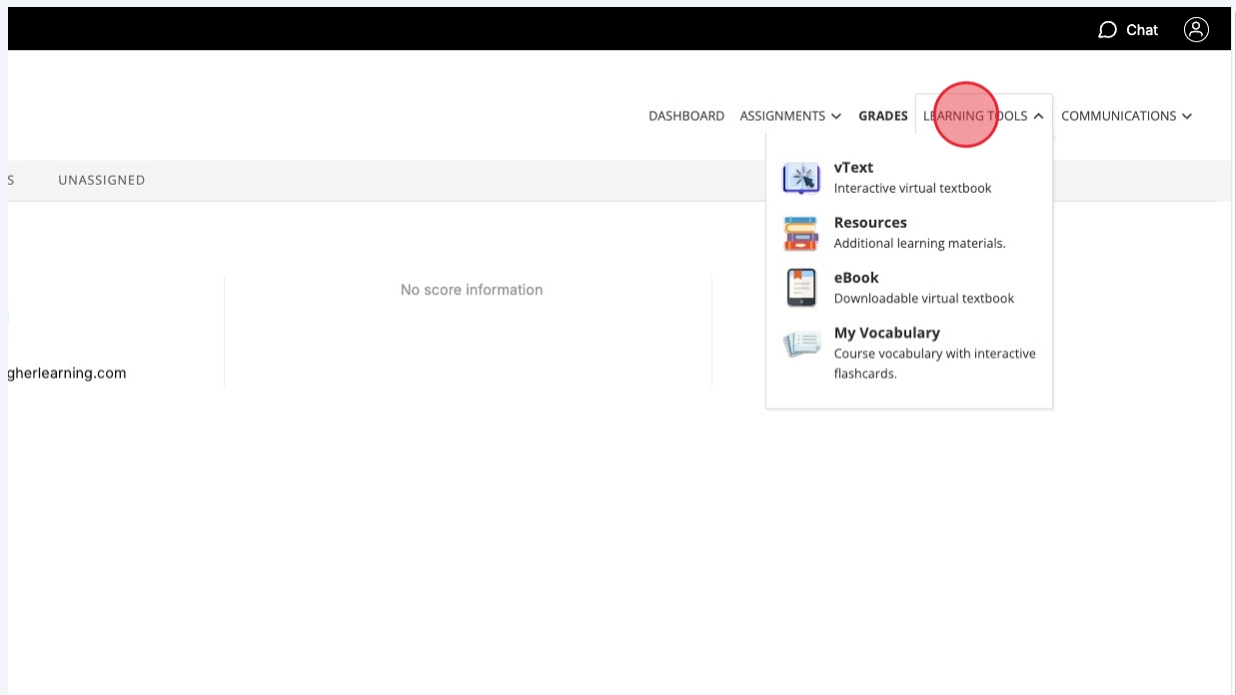 Chat
DASHBOARD ASSIGNMENTS GRADES LEARNING TOOLS COMMUNICATIONS
S UNASSIGNED
vText
Interactive virtual textbook
Resources
Additional learning materials.
eBook
Downloadable virtual textbook
My Vocabulary
Course vocabulary with interactive
flashcards.
No score information
gherlearning.com